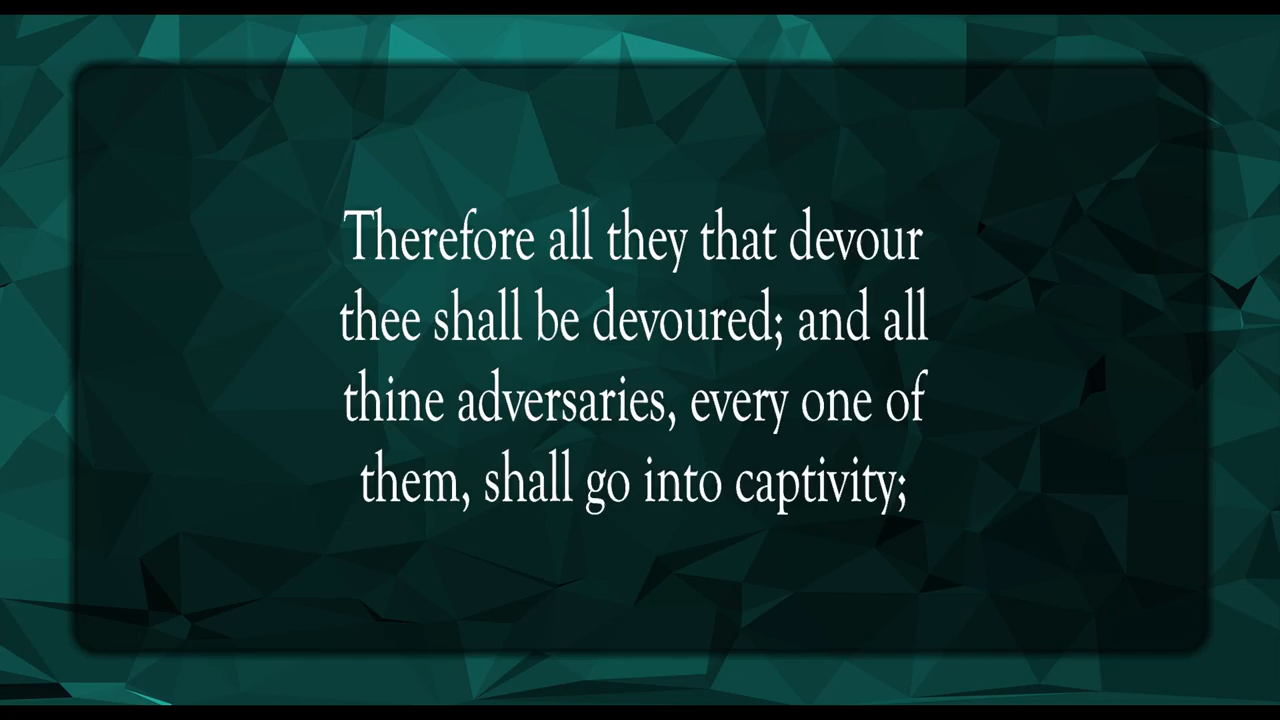 Therefore all they that devour
thee shall be devoured; and all
thine adversaries, every one of
them, shall go into captivity;